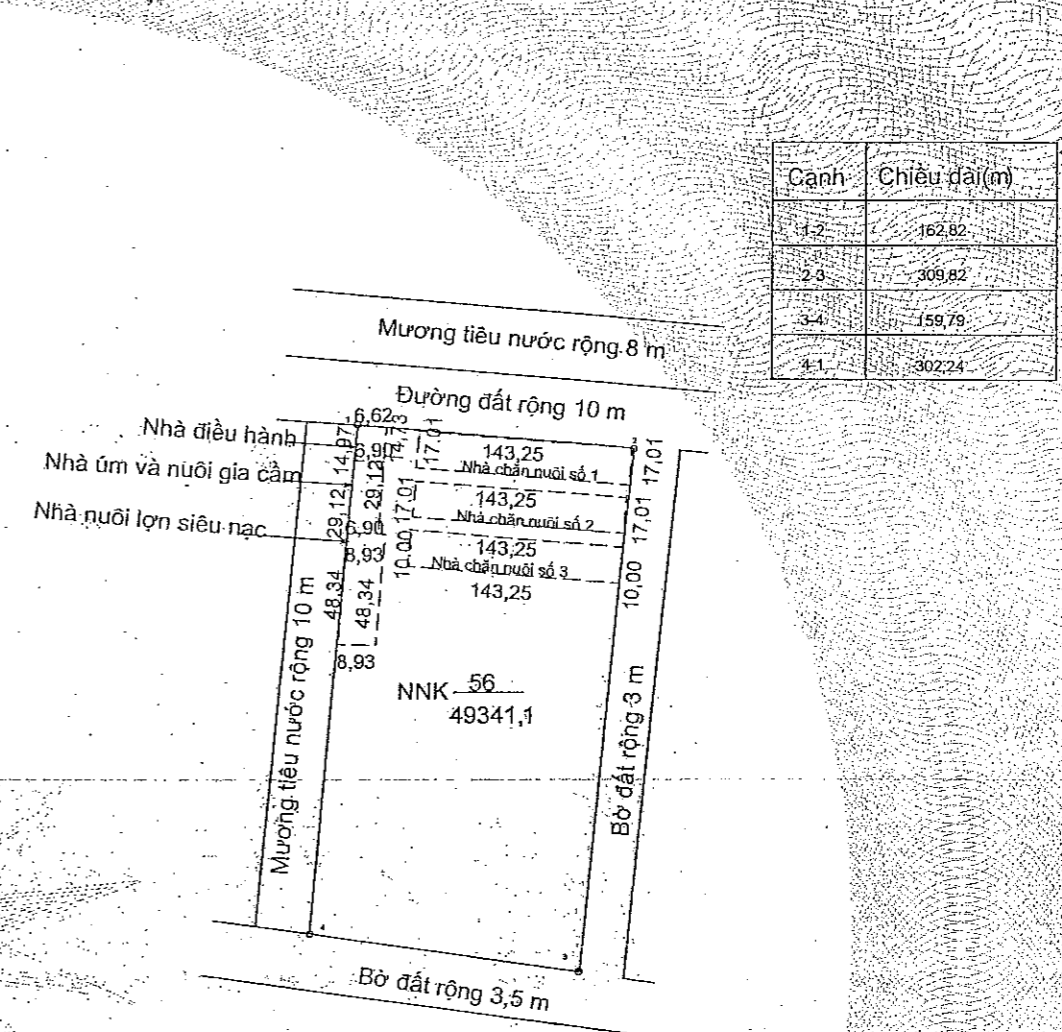 Cạnh Chiều dài(m)
1-2 162,82
2-3 309,82
3-4 159,79
4-1 302,24
Mương tiêu nước rộng 8 m
Đường đất rộng 10 m
Nhà điều hành
Nhà úm và nuôi gia cầm
Nhà nuôi lợn siêu nạc
6,62
14,97
14,73
17,01
6,90
29,12
29,12
17,01
6,90
8,93
10,00
48,34
48,34
8,93
143,25
Nhà chăn nuôi số 1
143,25
Nhà chăn nuôi số 2
143,25
Nhà chăn nuôi số 3
143,25
2
17,01
17,01
10,00
NNK 56
49341,1
Mương tiêu nước rộng 10 m
Bờ đất rộng 3 m
4
3
Bờ đất rộng 3,5 m